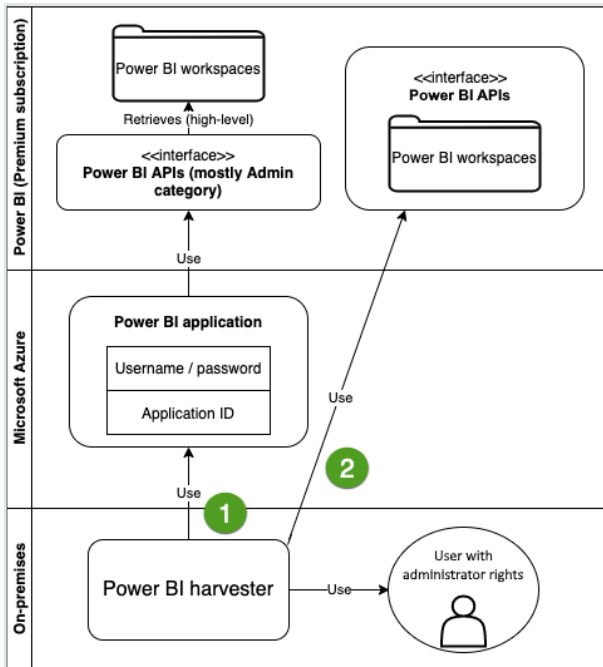 Power BI (Premium subscription)
Power BI workspaces
Retrieves (high-level)
<<interface>>
Power BI APIs (mostly Admin
category)
<<interface>>
Power BI APIs
Power BI workspaces
Use
Microsoft Azure
Power BI application
Username / password
Application ID
Use
2
Use
1
On-premises
Power BI harvester
Use
User with
administrator rights